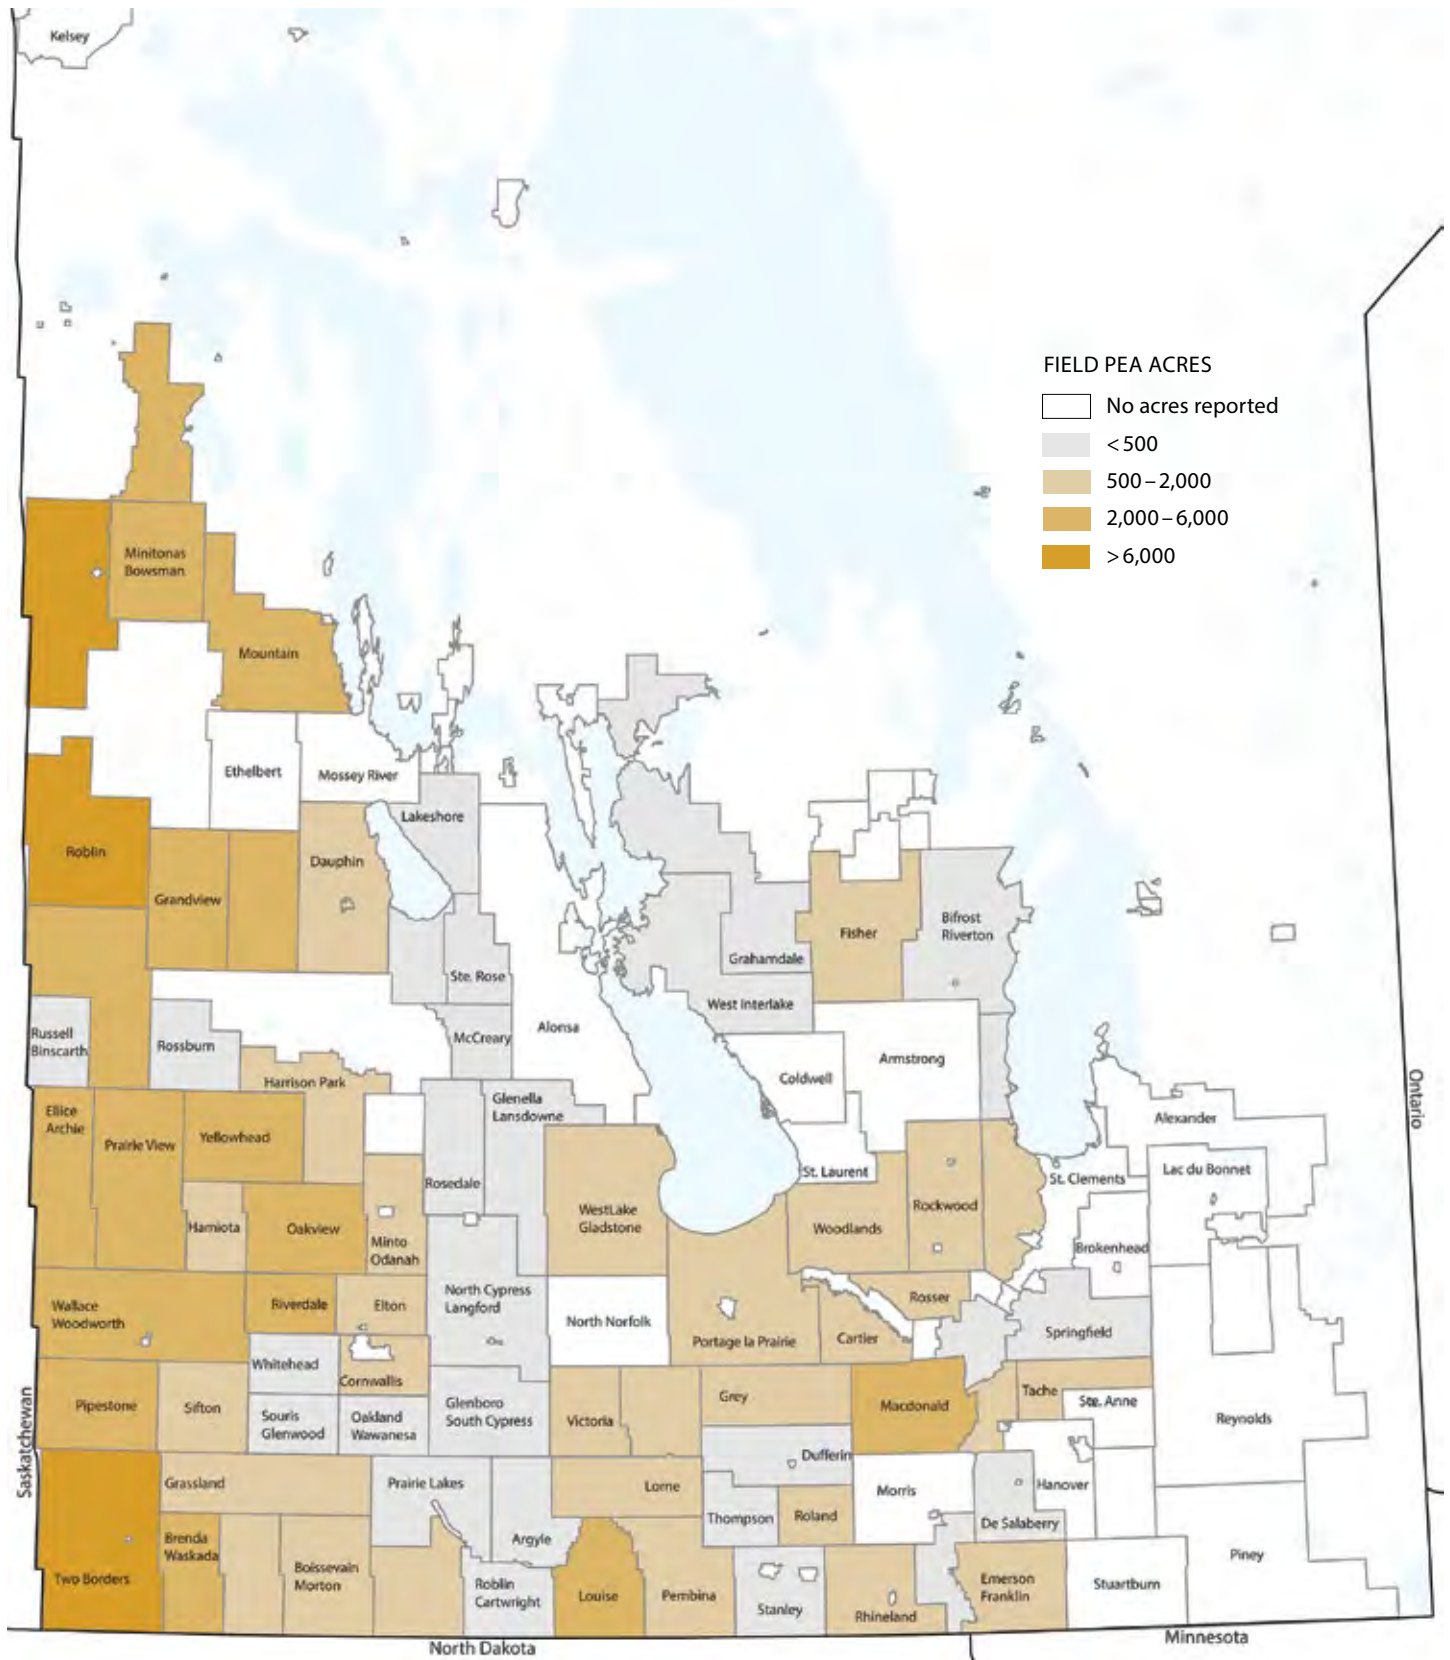 Kelsey
FIELD PEA ACRES
No acres reported
< 500
500 – 2,000
2,000 – 6,000
> 6,000
Minitonas
Bowsman
Mountain
Ethelbert
Mossey River
Lakeshore
Roblin
Dauphin
Grandview
Bifrost
Riverton
Fisher
Grahamdale
Ste. Rose
West Interlake
Russell
Binscarth
Rossburn
McCreary
Alonsa
Armstrong
Coldwell
Harrison Park
Glenella
Lansdowne
Ellice
Archie
Prairie View
Yellowhead
Alexander
Ontario
Rosedale
St. Laurent
St. Clements
Lac du Bonnet
Hamiota
Oakview
Minto
Odanah
WestLake
Gladstone
Woodlands
Rockwood
Brokenhead
Wallace
Woodworth
Riverdale
Elton
North Cypress
Langford
North Norfolk
Portage la Prairie
Cartier
Rosser
Springfield
Whitehead
Cornwallis
Saskatchewan
Pipestone
Sifton
Souris
Glenwood
Oakland
Wawanesa
Glenboro
South Cypress
Victoria
Grey
Macdonald
Tache
Ste. Anne
Reynolds
Dufferin
Grassland
Prairie Lakes
Lorne
Morris
Hanover
Thompson
Roland
De Salaberry
Brenda
Waskada
Argyle
Two Borders
Boissevain
Morton
Roblin
Cartwright
Louise
Pembina
Stanley
Rhineland
Emerson
Franklin
Stuartburn
Piney
North Dakota
Minnesota